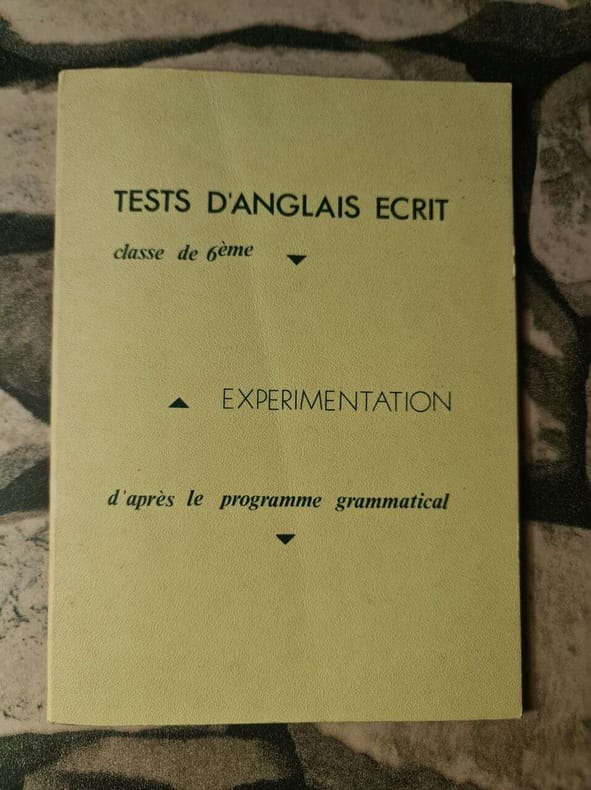 TESTS D'ANGLAIS ECRIT
classe de 6ème
EXPERIMENTATION
d'après le programme grammatical